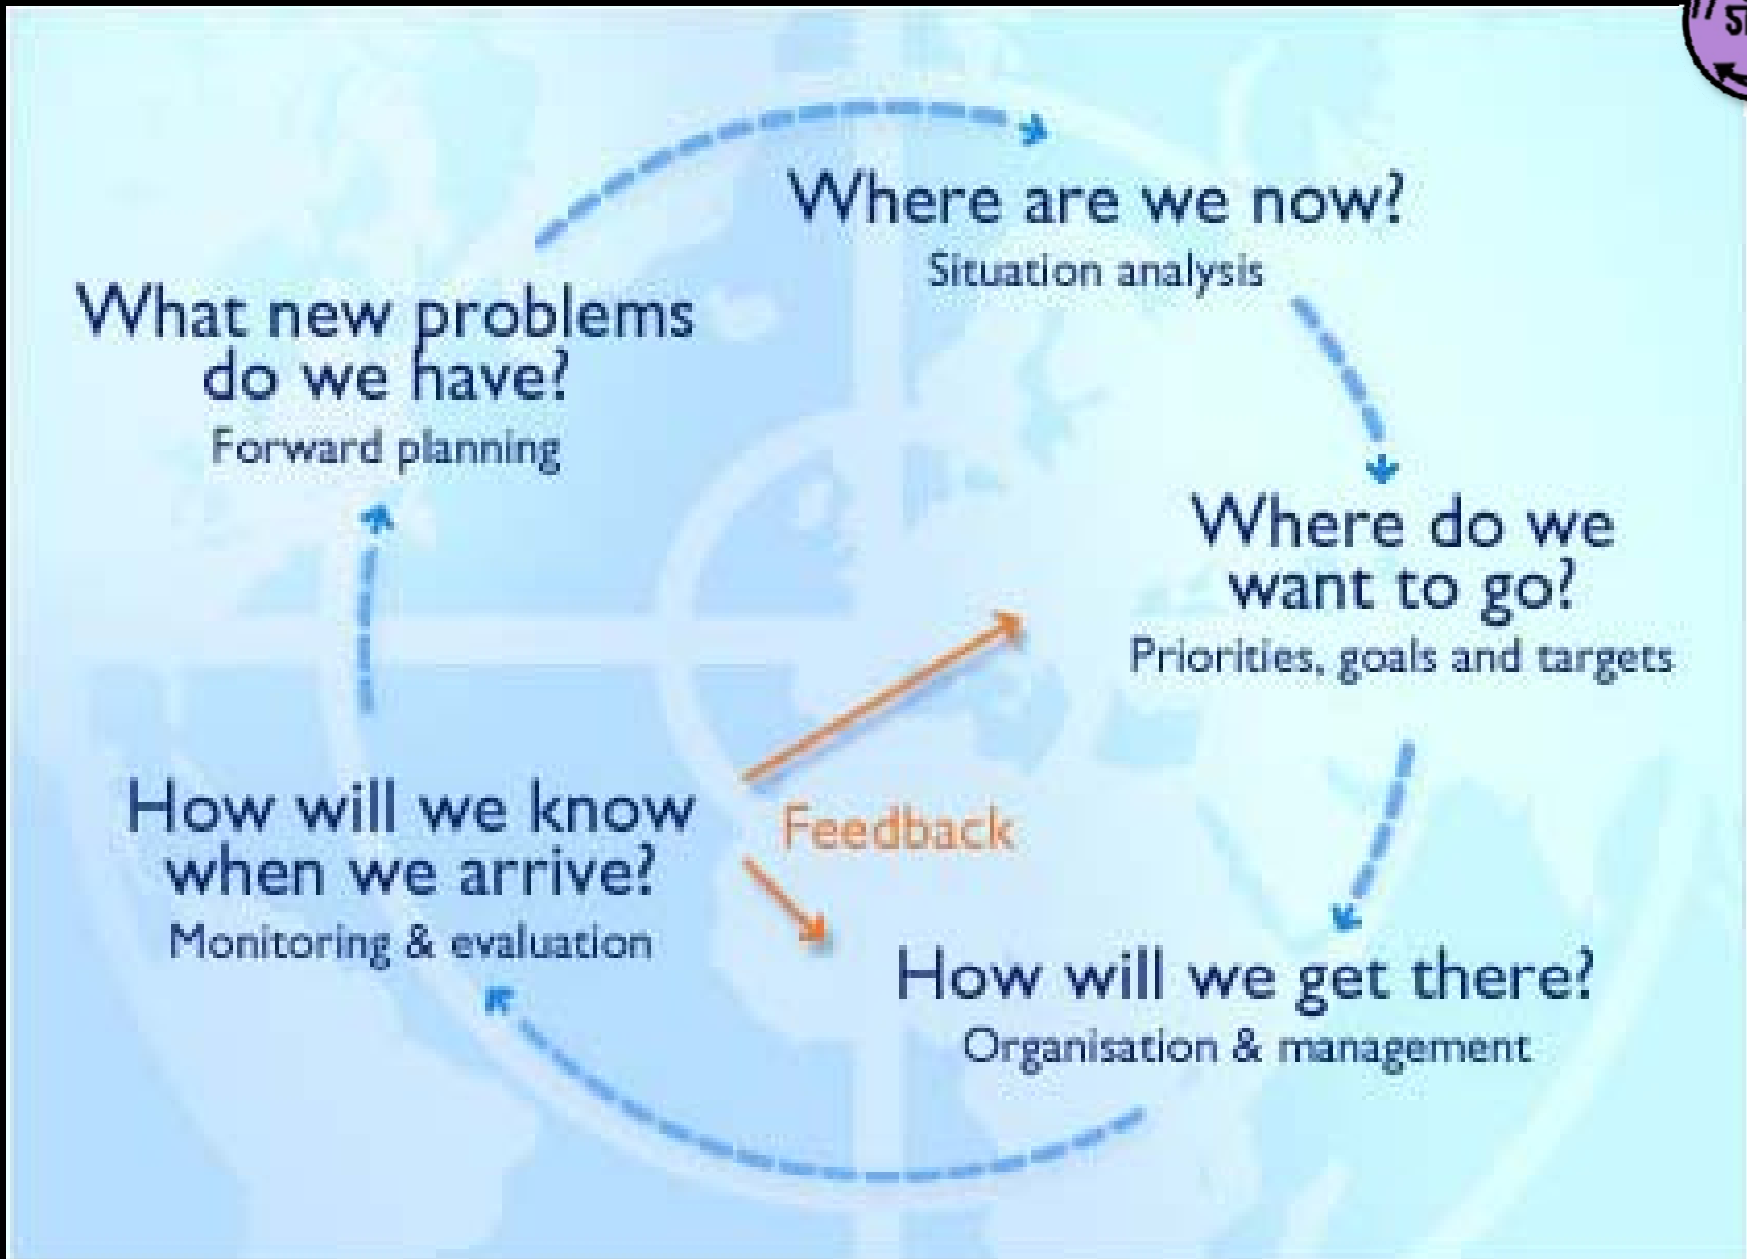 Where are we now?
Situation analysis
Where do we
want to go?
Priorities, goals and targets
How will we get there?
Organisation & management
How will we know
when we arrive?
Monitoring & evaluation
What new problems
do we have?
Forward planning
Feedback